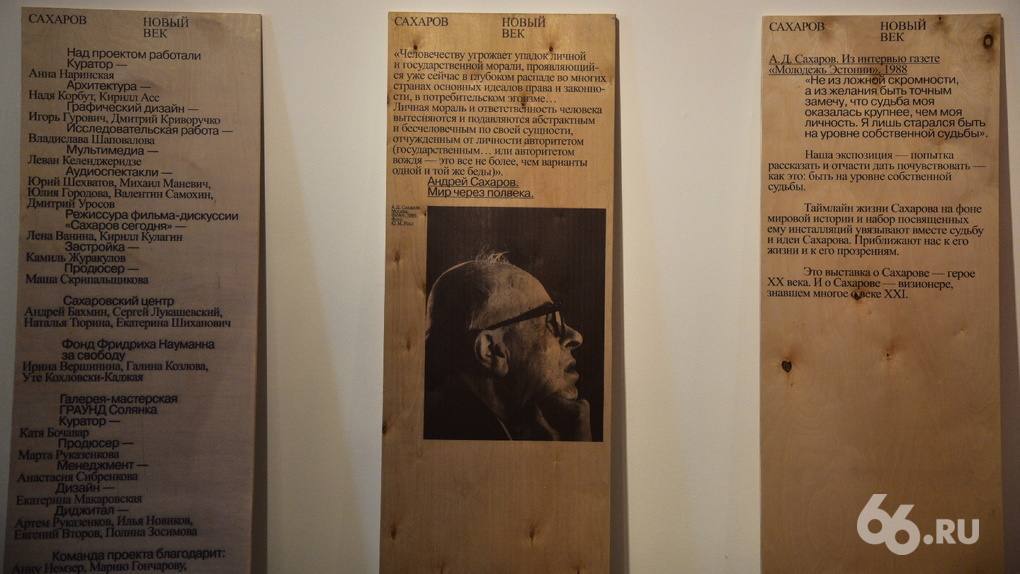 САХАРОВ
НОВЫЙ
ВЕК
Над проектом работали
Куратор —
Анна Наринская
Архитектура —
Надя Корбут, Кирилл Асс
Графический дизайн —
Игорь Гурович, Дмитрий Криворучко
Исследовательская работа —
Владислава Шаповалова
Мультимедиа —
Леван Келенджеридзе
Аудиоспектакли —
Юрий Шехватов, Михаил Маневич,
Юлия Городова, Валентин Самохин,
Дмитрий Уросов
Режиссура фильма-дискуссии
«Сахаров сегодня» —
Лена Ванина, Кирилл Кулагин
Застройка —
Камиль Журакулов
Продюсер —
Маша Скрипальщикова
Сахаровский центр
Андрей Бахмин, Сергей Лукашевский,
Наталья Тюрина, Екатерина Шиханович
Фонд Фридриха Науманна
за свободу
Ирина Вершинина, Галина Козлова,
Уте Кохловски-Каджая
Галерея-мастерская
ГРАУНД Солянка
Куратор —
Катя Бочавар
Продюсер —
Марта Руказенкова
Менеджмент —
Анастасия Сибренкова
Дизайн —
Екатерина Макаровская
Диджитал —
Артем Руказенков, Илья Новиков,
Евгений Второв, Полина Зосимова
Команда проекта благодарит:
Анну Немзер, Марию Гончарову,
САХАРОВ
НОВЫЙ
ВЕК
«Человечеству угрожает упадок личной
и государственной морали, проявляющий-
ся уже сейчас в глубоком распаде во многих
странах основных идеалов права и законно-
сти, в потребительском эгоизме…
Личная мораль и ответственность человека
вытесняются и подавляются абстрактным
и бесчеловечным по своей сущности,
отчужденным от личности авторитетом
(государственным… или авторитетом
вождя — это все не более, чем варианты
одной и той же беды)».
Андрей Сахаров.
Мир через полвека.
САХАРОВ
НОВЫЙ
ВЕК
А. Д. Сахаров. Из интервью газете
«Молодежь Эстонии», 1988
«Не из ложной скромности,
а из желания быть точным
замечу, что судьба моя
оказалась крупнее, чем моя
личность. Я лишь старался быть
на уровне собственной судьбы».
Наша экспозиция — попытка
рассказать и отчасти дать почувствовать —
как это: быть на уровне собственной
судьбы.
Таймлайн жизни Сахарова на фоне
мировой истории и набор посвященных
ему инсталляций увязывают вместе судьбу
и идеи Сахарова. Приближают нас к его
жизни и к его прозрениям.
Это выставка о Сахарове — герое
XX века. И о Сахарове — визионере,
знавшем многое о веке XXI.
66.RU